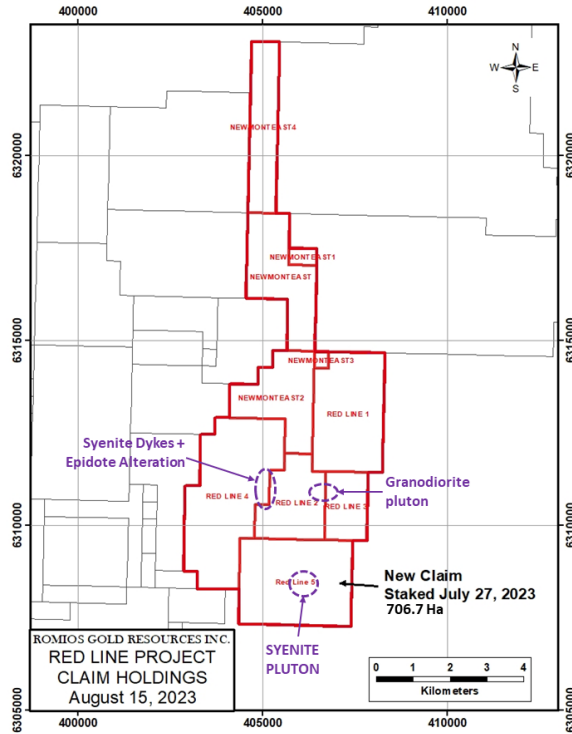 400000 405000 410000
N
W E
S
NEWMONTEAST4
6320000 6320000
NEWMONTEAST1
NEWMONTEAST
6315000 6315000
NEWMONTEAST3
NEWMONTEAST2
RED LINE 1
Syenite Dykes +
Epidote Alteration
Granodiorite
pluton
RED LINE 4
RED LINE 2
RED LINE 3
6310000 6310000
Red Line 5
New Claim
Staked July 27, 2023
706.7 Ha
SYENITE
PLUTON
ROMIOS GOLD RESOURCES INC.
RED LINE PROJECT
CLAIM HOLDINGS
August 15, 2023
0 1 2 3 4
Kilometers
6305000 6305000
400000 405000 410000